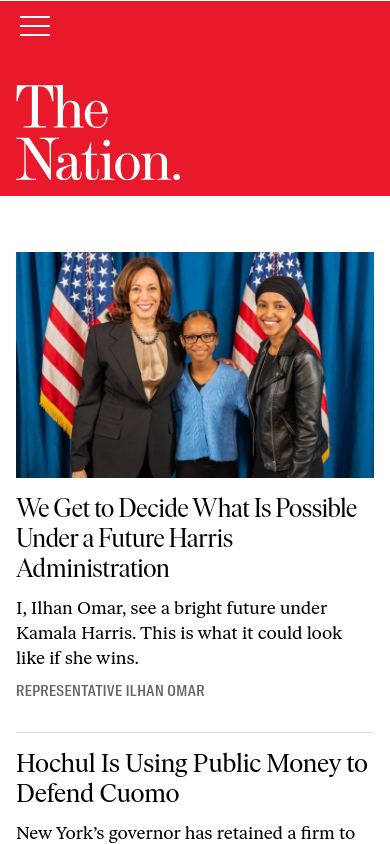 The
Nation.
We Get to Decide What Is Possible
Under a Future Harris
Administration
I, Ilhan Omar, see a bright future under
Kamala Harris. This is what it could look
like if she wins.
REPRESENTATIVE ILHAN OMAR
Hochul Is Using Public Money to
Defend Cuomo
New York’s governor has retained a firm to